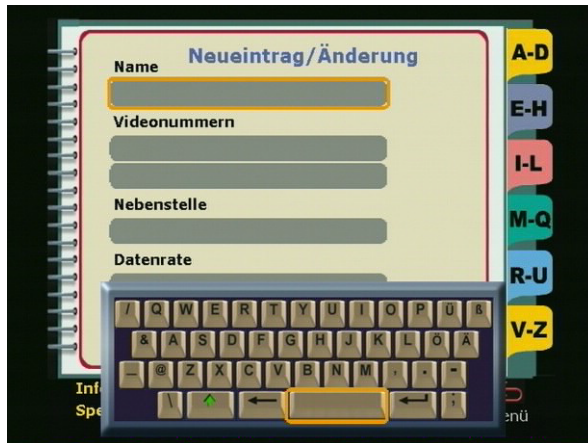 Neueintrag/Änderung
Name
Videonummern
Nebenstelle
Datenrate
A-D
E-H
I-L
M-Q
R-U
V-Z
/ Q W E R T Y U I O P Ü ß
& A S D F G H J K L Ö Ä
_ @ Z X C V B N M , . -
\ ;